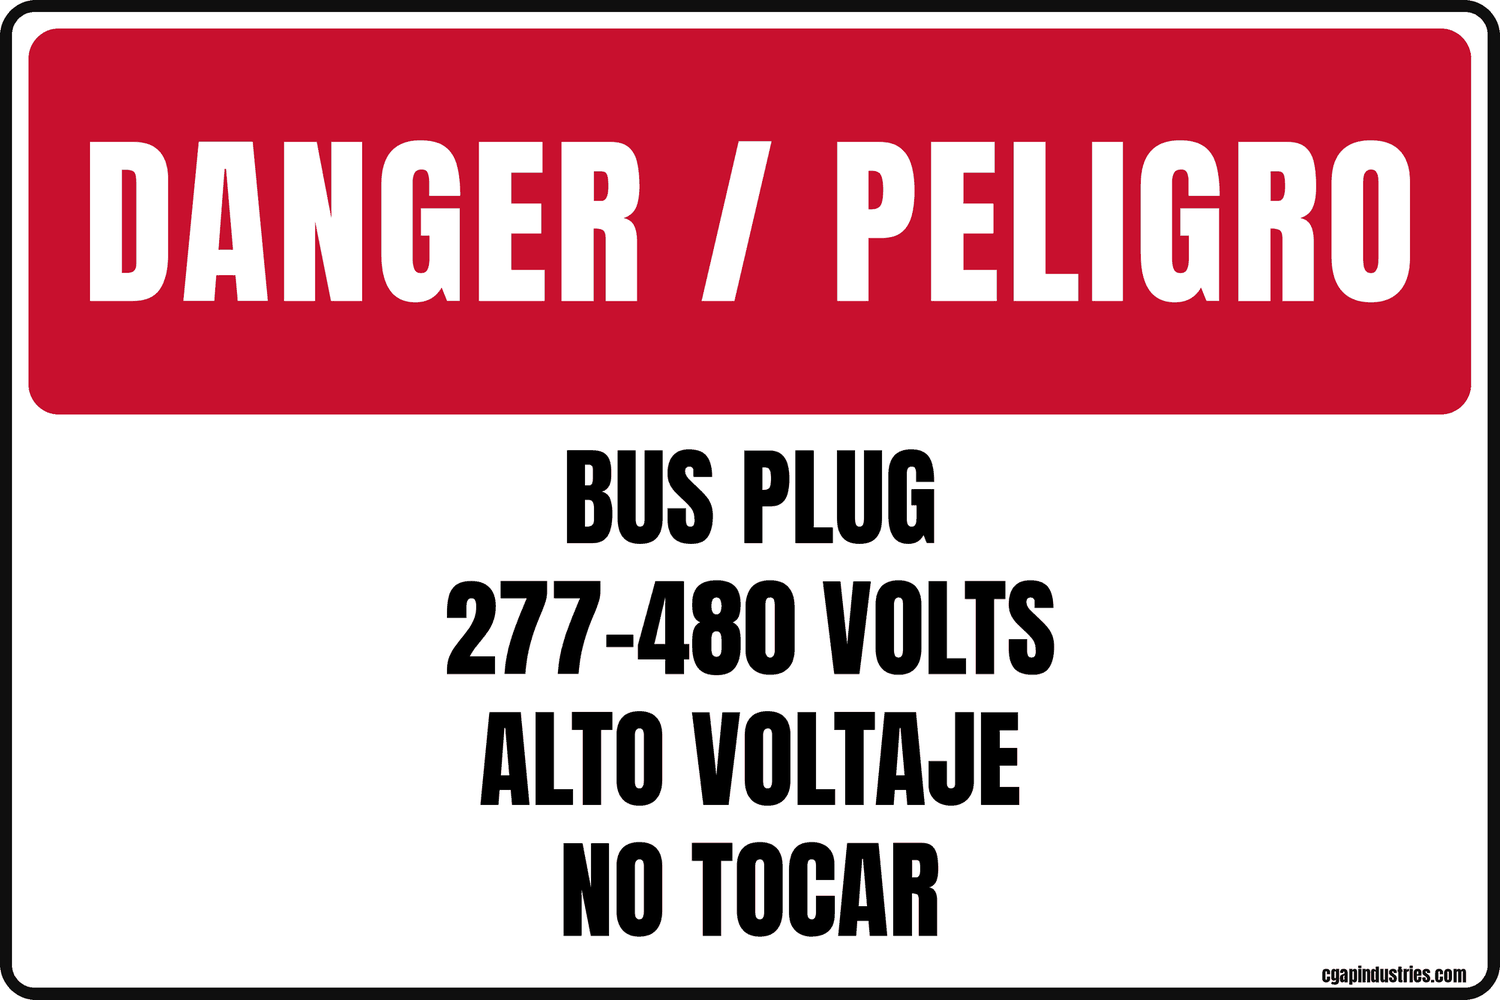 DANGER / PELIGRO
BUS PLUG
277-480 VOLTS
ALTO VOLTAJE
NO TOCAR
cgapindustries.com